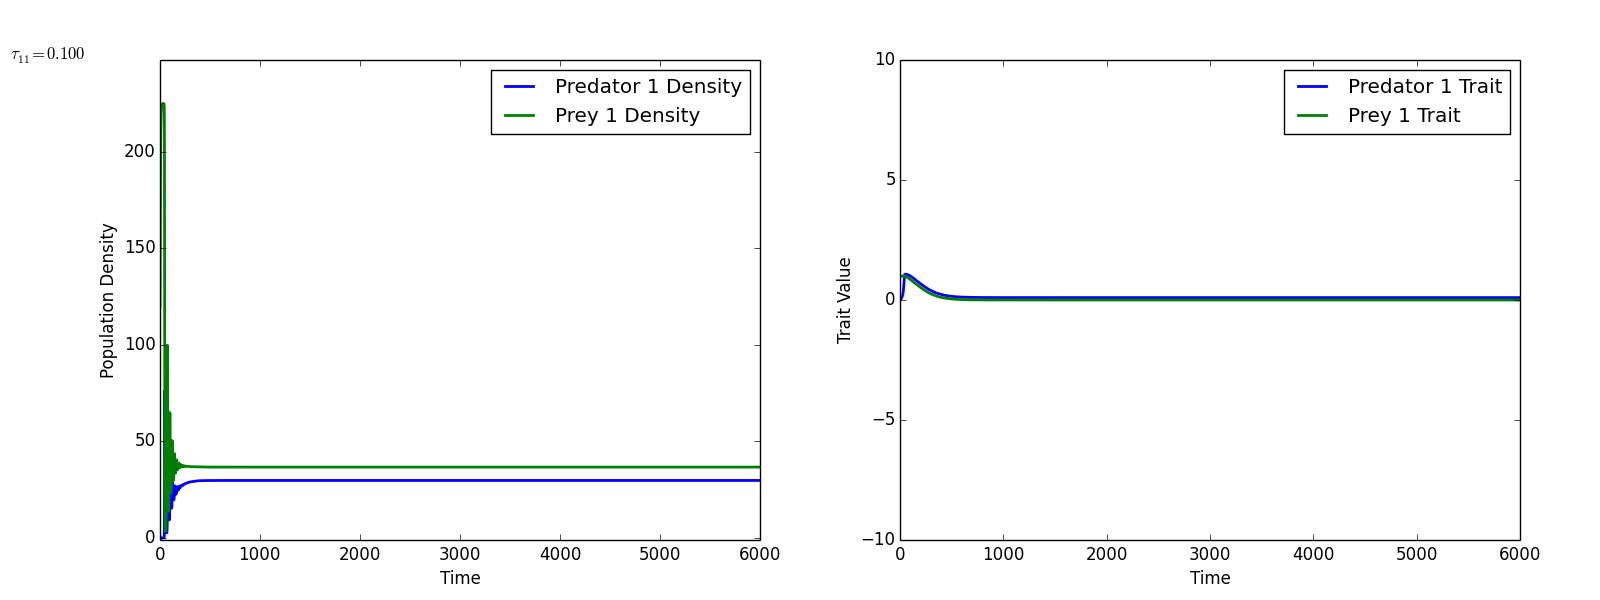 τ11 = 0.100
Predator 1 Density
Prey 1 Density
200
150
100
50
0
Population Density
0 1000 2000 3000 4000 5000 6000
Time
Predator 1 Trait
Prey 1 Trait
10
5
0
−5
−10
Trait Value
0 1000 2000 3000 4000 5000 6000
Time